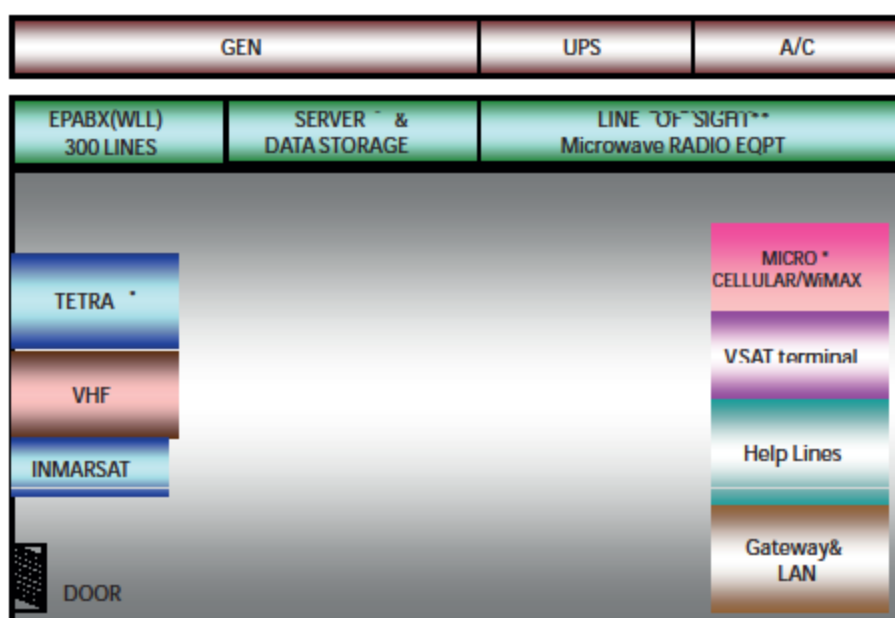 GEN UPS A/C
EPABX(WLL)
300 LINES
SERVER * &
DATA STORAGE
LINE OF SIGHT**
Microwave RADIO EQPT
MICRO *
CELLULAR/WiMAX
TETRA *
VSAT terminal
VHF
Help Lines
INMARSAT
Gateway&
LAN
DOOR